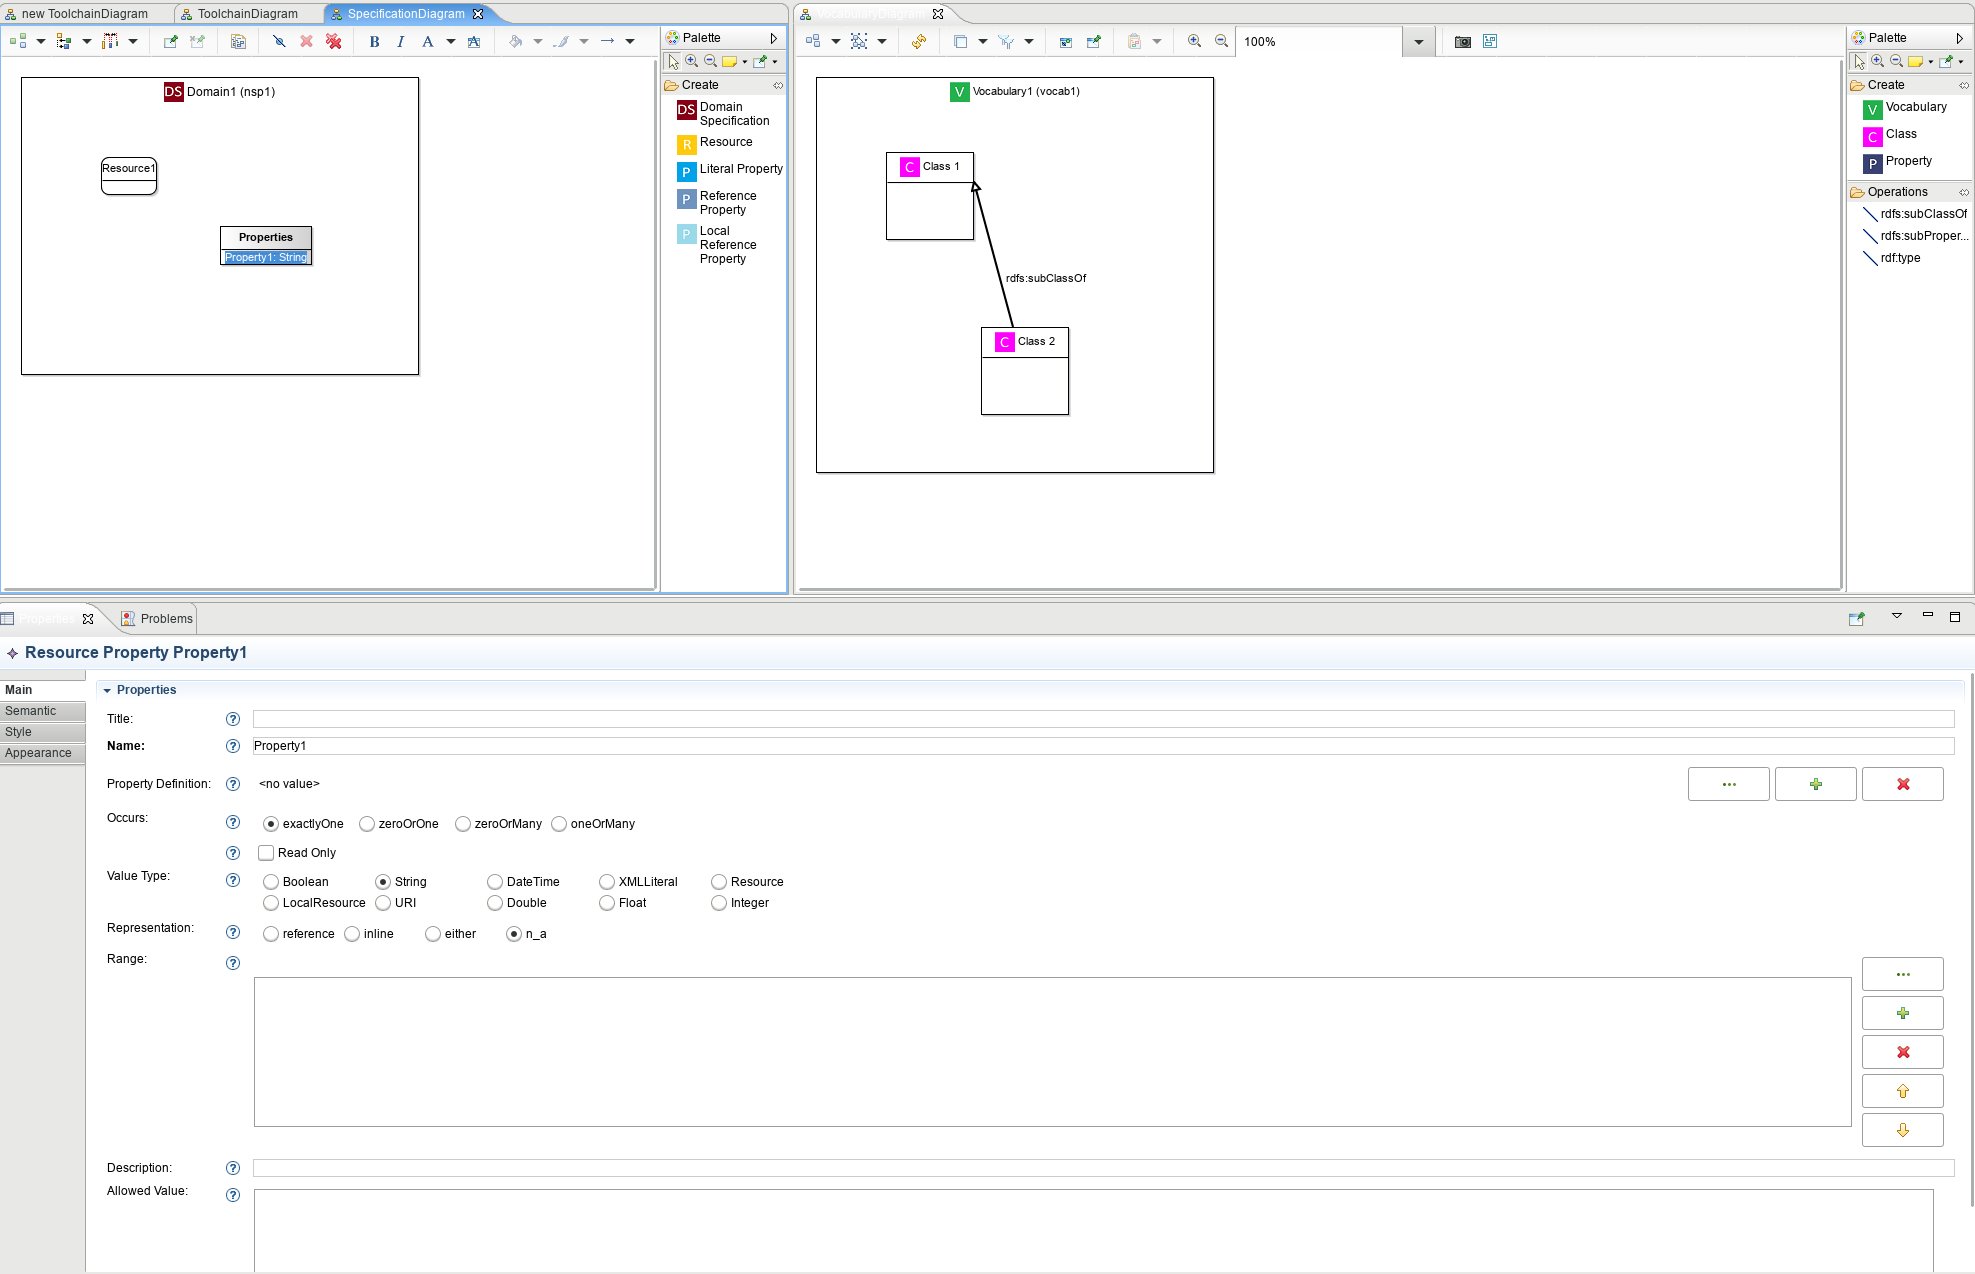 new ToolchainDiagram
ToolchainDiagram
SpecificationDiagram
VocabularyDiagram
B I A A
100%
Palette
Create
DS Domain
Specification
R Resource
P Literal Property
P Reference
Property
P Local
Reference
Property
DS Domain1 (nsp1)
Resource1
Properties
Property1: String
V Vocabulary1 (vocab1)
C Class 1
rdfs:subClassOf
C Class 2
Palette
Create
V Vocabulary
C Class
P Property
Operations
rdfs:subClassOf
rdfs:subProper...
rdf:type
Properties
Problems
Resource Property Property1
Main
Semantic
Style
Appearance
Properties
Title: ?
Name: ? Property1
Property Definition: ? <no value> ...
Occurs: ? exactlyOne zeroOrOne zeroOrMany oneOrMany
? Read Only
Value Type: ? Boolean String DateTime XMLLiteral Resource
LocalResource URI Double Float Integer
Representation: ? reference inline either n_a
Range: ? ...
Description: ?
Allowed Value: ?